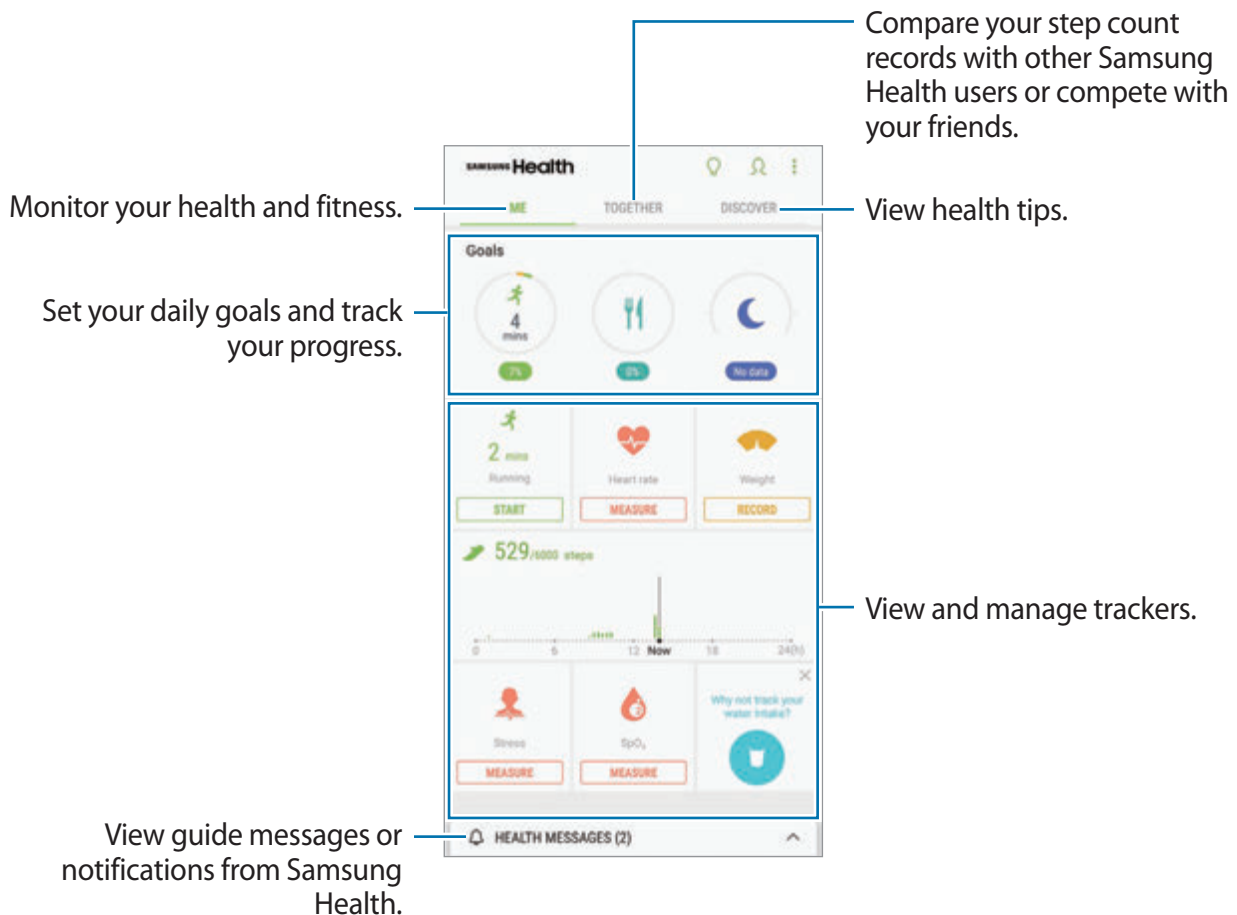 Compare your step count
records with other Samsung
Health users or compete with
your friends.
SAMSUNG Health
Monitor your health and fitness.
ME
TOGETHER
DISCOVER
View health tips.
Goals
Set your daily goals and track
your progress.
4
mins
7%
0%
No data
2 mins
Running
Heart rate
Weight
START
MEASURE
RECORD
529/6000 steps
View and manage trackers.
0 6 12 Now 18 24(h)
Why not track your
water intake?
Stress
SpO₂
MEASURE
MEASURE
View guide messages or
notifications from Samsung
Health.
HEALTH MESSAGES (2)